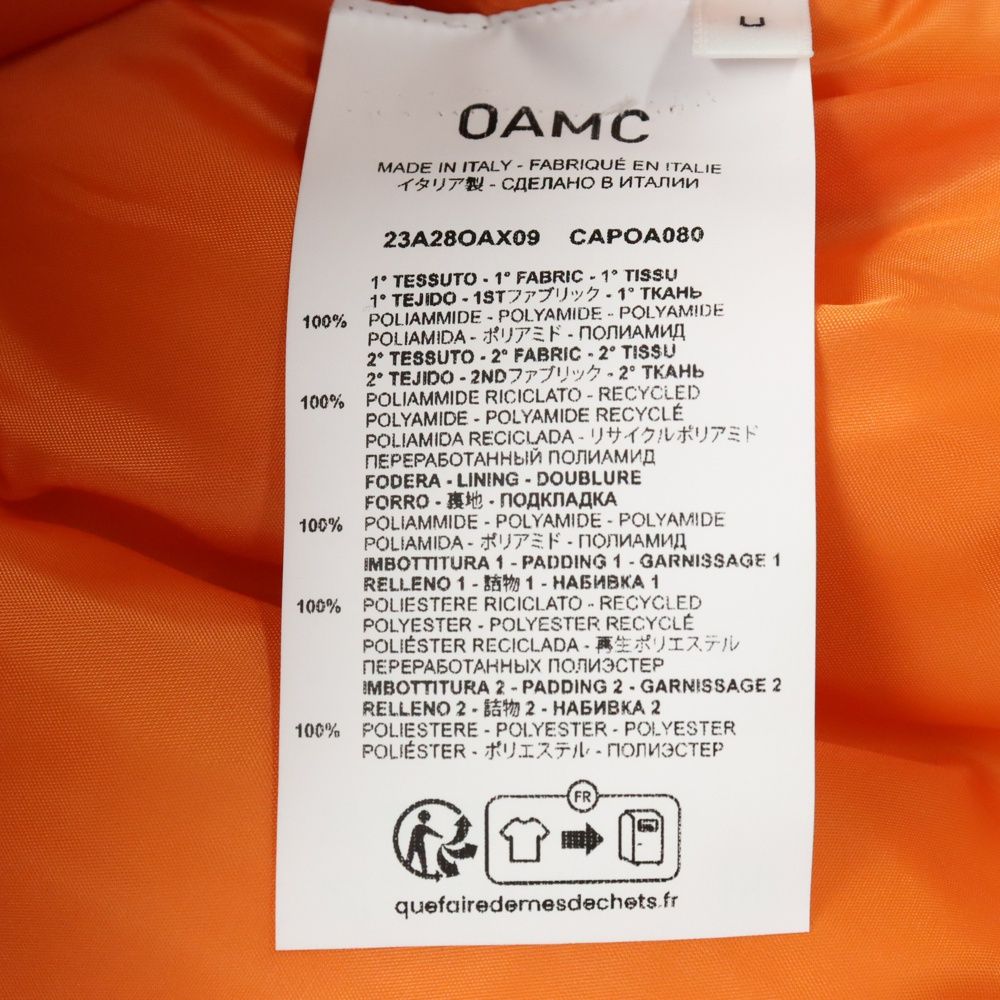 OAMC
MADE IN ITALY - FABRIQUÉ EN ITALIE
イタリア製 - СДЕЛАНО В ИТАЛИИ
23A28OAX09 CAPOA080
1° TESSUTO - 1° FABRIC - 1° TISSU
1° TEJIDO - 1STファブリック - 1° ТКАНЬ
100% POLIAMMIDE - POLYAMIDE - POLYAMIDE
POLIAMIDA - ポリアミド - ПОЛИАМИД
2° TESSUTO - 2° FABRIC - 2° TISSU
2° TEJIDO - 2NDファブリック - 2° ТКАНЬ
100% POLIAMMIDE RICICLATO - RECYCLED
POLYAMIDE - POLYAMIDE RECYCLÉ
POLIAMIDA RECICLADA - リサイクルポリアミド
ПЕРЕРАБОТАННЫЙ ПОЛИАМИД
FODERA - LINING - DOUBLURE
FORRO - 裏地 - ПОДКЛАДКА
100% POLIAMMIDE - POLYAMIDE - POLYAMIDE
POLIAMIDA - ポリアミド - ПОЛИАМИД
IMBOTTITURA 1 - PADDING 1 - GARNISSAGE 1
RELLENO 1 - 詰物 1 - НАБИВКА 1
100% POLIESTERE RICICLATO - RECYCLED
POLYESTER - POLYESTER RECYCLÉ
POLIÉSTER RECICLADA - 再生ポリエステル
ПЕРЕРАБОТАННЫХ ПОЛИЭСТЕР
IMBOTTITURA 2 - PADDING 2 - GARNISSAGE 2
RELLENO 2 - 詰物 2 - НАБИВКА 2
100% POLIESTERE - POLYESTER - POLYESTER
POLIÉSTER - ポリエステル - ПОЛИЭСТЕР
FR
quefairedemesdechets.fr